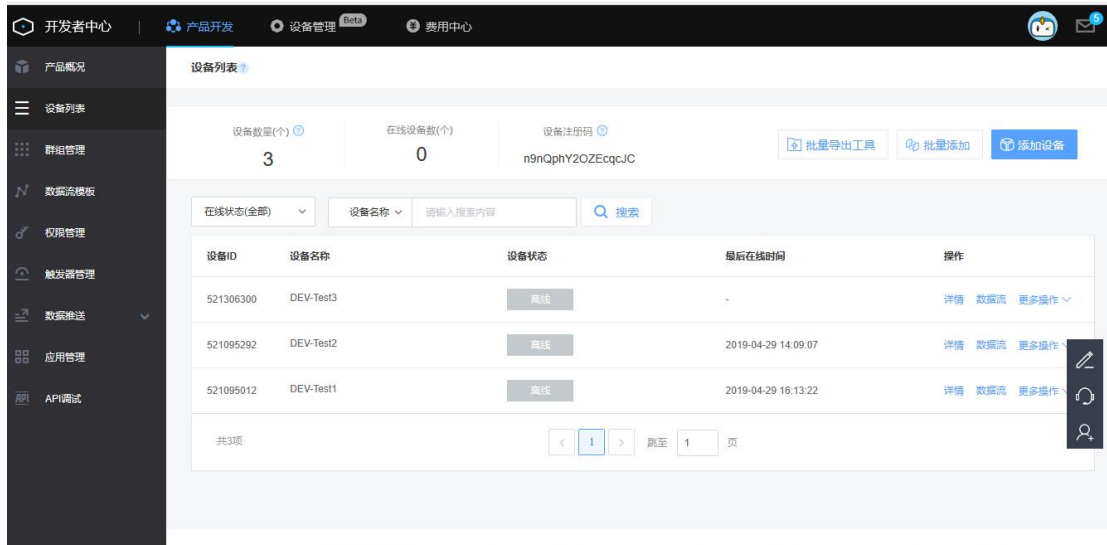 开发者中心 | 产品开发 设备管理 Beta 费用中心 5
产品概况
设备列表
群组管理
数据流模板
权限管理
触发器管理
数据推送
应用管理
API API调试
设备列表 ?
设备数量(个) ? 在线设备数(个) 设备注册码 ?
3 0 n9nQphY2OZEcqcJC
批量导出工具 批量添加 添加设备
在线状态(全部) 设备名称 请输入搜索内容 搜索
设备ID 设备名称 设备状态 最后在线时间 操作
521306300 DEV-Test3 离线 - 详情 数据流 更多操作
521095292 DEV-Test2 离线 2019-04-29 14:09:07 详情 数据流 更多操作
521095012 DEV-Test1 离线 2019-04-29 16:13:22 详情 数据流 更多操作
共3项 < 1 > 跳至 1 页